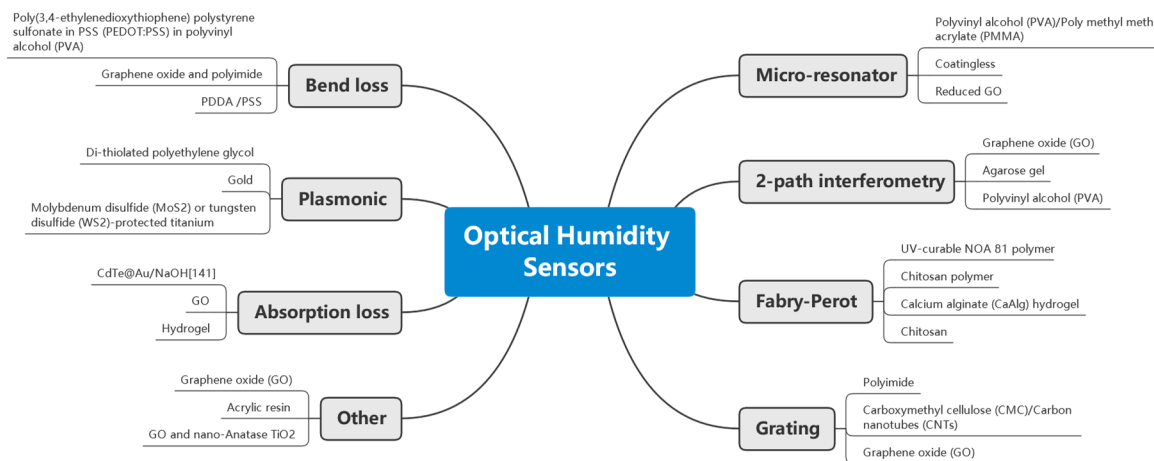 Poly(3,4-ethylenedioxythiophene) polystyrene
sulfonate in PSS (PEDOT:PSS) in polyvinyl
alcohol (PVA)
Graphene oxide and polyimide
PDDA /PSS
Bend loss
Di-thiolated polyethylene glycol
Gold
Molybdenum disulfide (MoS2) or tungsten
disulfide (WS2)-protected titanium
Plasmonic
CdTe@Au/NaOH[141]
GO
Hydrogel
Absorption loss
Graphene oxide (GO)
Acrylic resin
GO and nano-Anatase TiO2
Other
Optical Humidity
Sensors
Micro-resonator
Polyvinyl alcohol (PVA)/Poly methyl meth
acrylate (PMMA)
Coatingless
Reduced GO
2-path interferometry
Graphene oxide (GO)
Agarose gel
Polyvinyl alcohol (PVA)
Fabry-Perot
UV-curable NOA 81 polymer
Chitosan polymer
Calcium alginate (CaAlg) hydrogel
Chitosan
Grating
Polyimide
Carboxymethyl cellulose (CMC)/Carbon
nanotubes (CNTs)
Graphene oxide (GO)